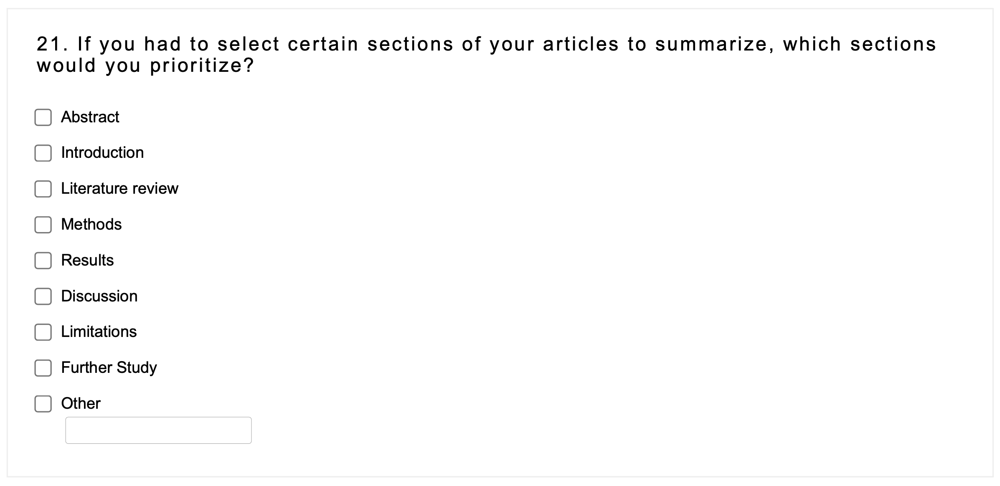 21. If you had to select certain sections of your articles to summarize, which sections
would you prioritize?
Abstract
Introduction
Literature review
Methods
Results
Discussion
Limitations
Further Study
Other